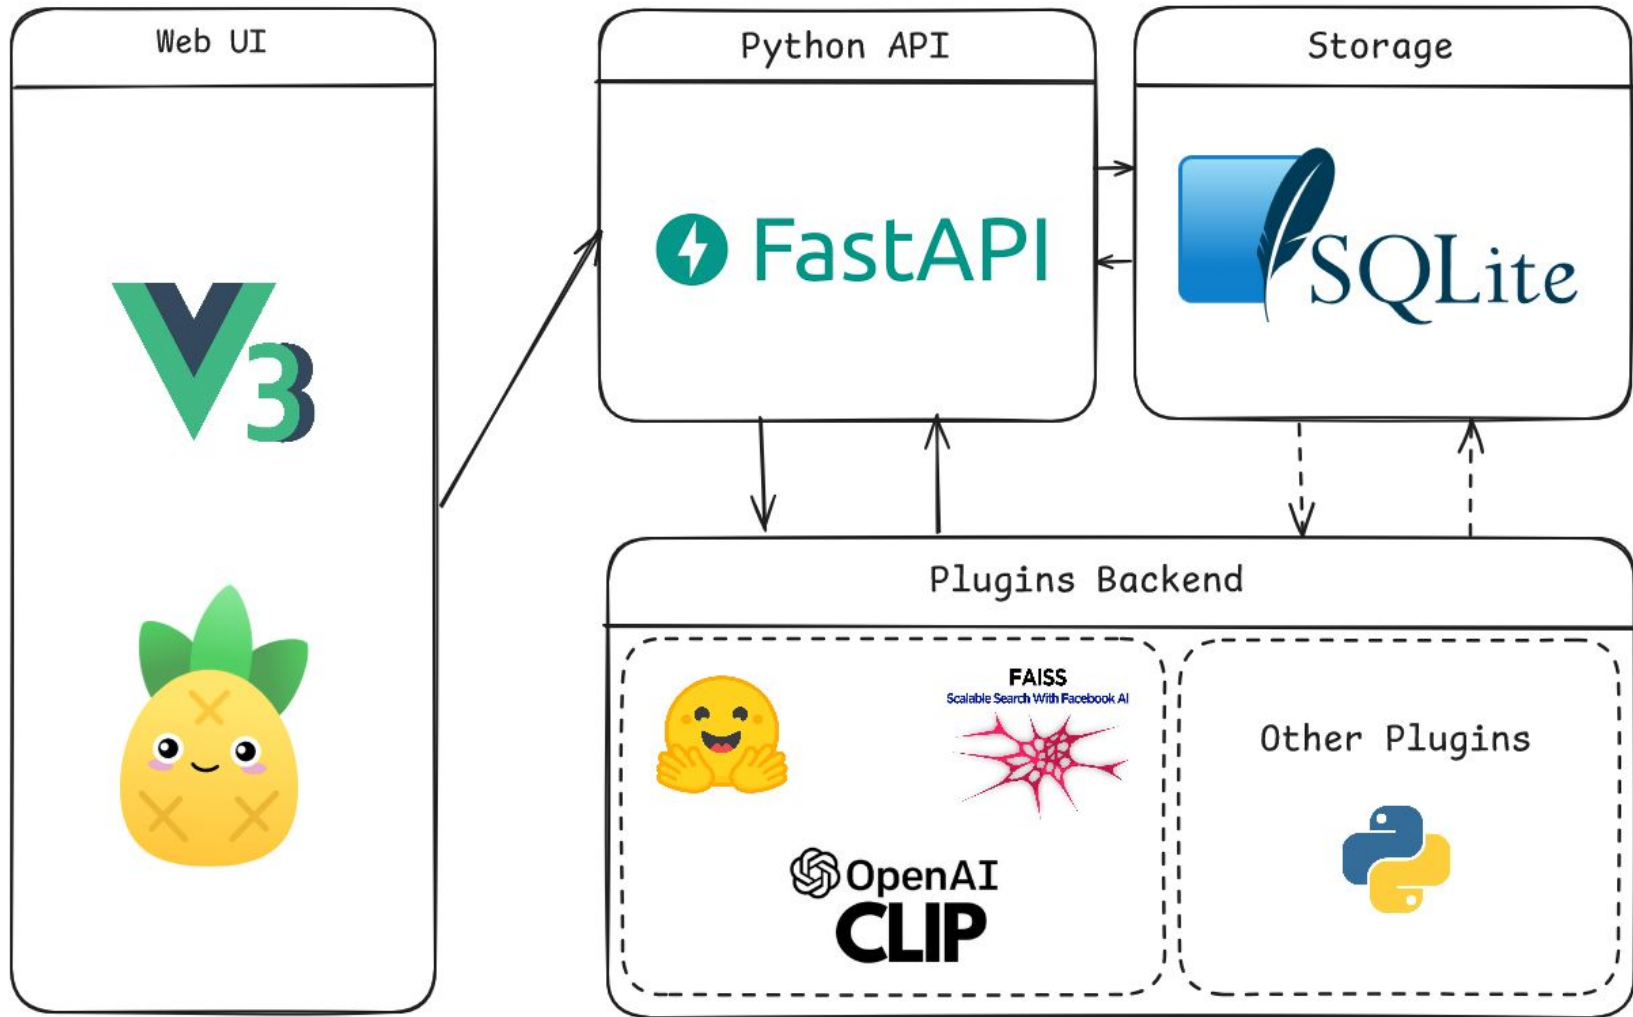 Web UI
Python API
Storage
V3
FastAPI
SQLite
Plugins Backend
FAISS
Scalable Search With Facebook AI
Other Plugins
OpenAI
CLIP